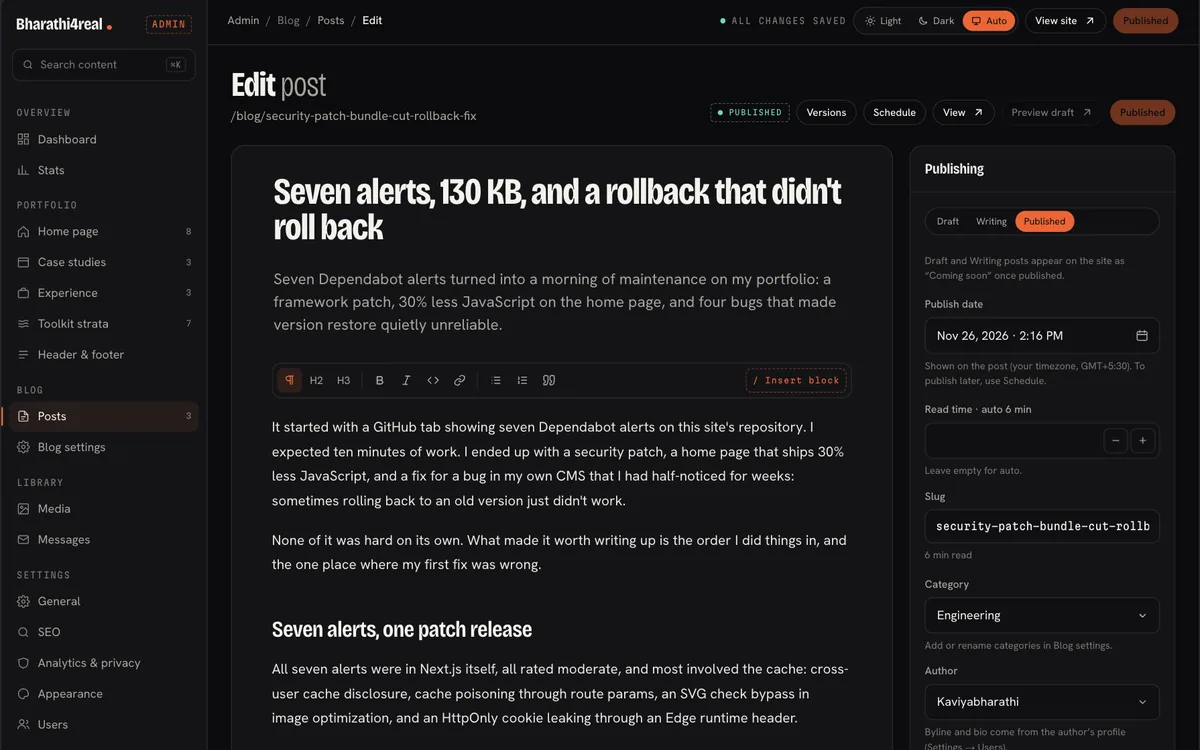 Bharathi4real
ADMIN
Search content
⌘K
OVERVIEW
Dashboard
Stats
PORTFOLIO
Home page 8
Case studies 3
Experience 3
Toolkit strata 7
Header & footer
BLOG
Posts 3
Blog settings
LIBRARY
Media
Messages
SETTINGS
General
SEO
Analytics & privacy
Appearance
Users
Admin / Blog / Posts / Edit
ALL CHANGES SAVED
Light Dark Auto
View site ↗
Published
Edit post
/blog/security-patch-bundle-cut-rollback-fix
PUBLISHED
Versions
Schedule
View ↗
Preview draft ↗
Published
Seven alerts, 130 KB, and a rollback that didn't
roll back
Seven Dependabot alerts turned into a morning of maintenance on my portfolio: a
framework patch, 30% less JavaScript on the home page, and four bugs that made
version restore quietly unreliable.
¶ H2 H3 B I
/ Insert block
It started with a GitHub tab showing seven Dependabot alerts on this site's repository. I
expected ten minutes of work. I ended up with a security patch, a home page that ships 30%
less JavaScript, and a fix for a bug in my own CMS that I had half-noticed for weeks:
sometimes rolling back to an old version just didn't work.
None of it was hard on its own. What made it worth writing up is the order I did things in, and
the one place where my first fix was wrong.
Seven alerts, one patch release
All seven alerts were in Next.js itself, all rated moderate, and most involved the cache: cross-
user cache disclosure, cache poisoning through route params, an SVG check bypass in
image optimization, and an HttpOnly cookie leaking through an Edge runtime header.
Publishing
Draft Writing Published
Draft and Writing posts appear on the site as
“Coming soon” once published.
Publish date
Nov 26, 2026 · 2:16 PM
Shown on the post (your timezone, GMT+5:30). To
publish later, use Schedule.
Read time · auto 6 min
− +
Leave empty for auto.
Slug
security-patch-bundle-cut-rollb
6 min read
Category
Engineering
Add or rename categories in Blog settings.
Author
Kaviyabharathi
Byline and bio come from the author’s profile
(Settings → Users).